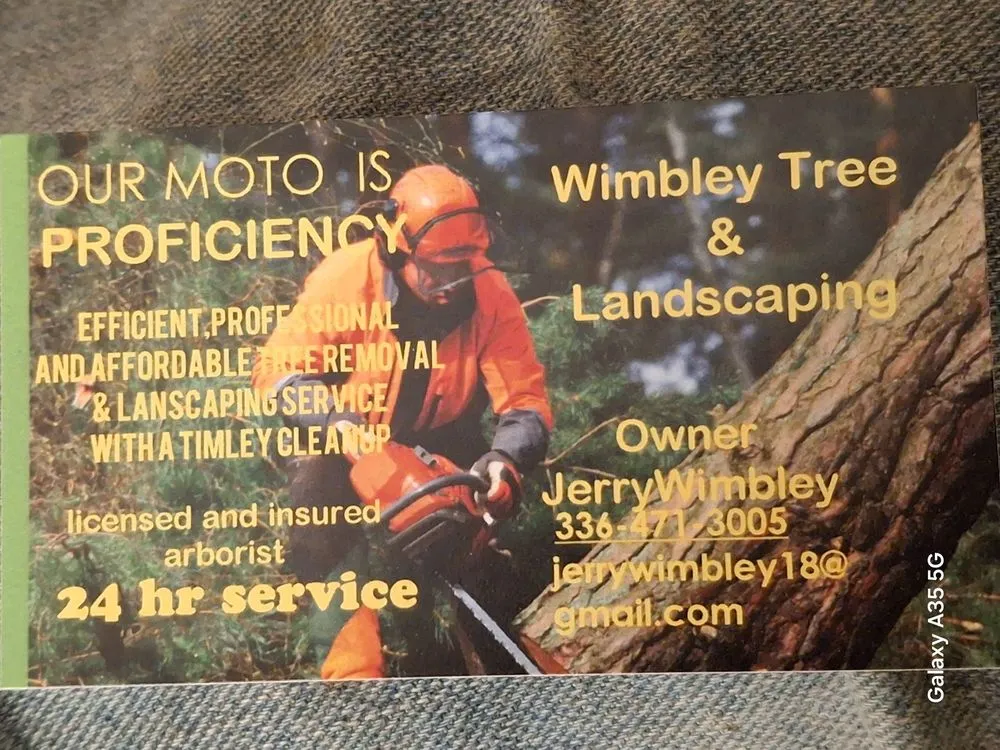 OUR MOTO IS
PROFICIENCY
EFFICIENT,PROFESSIONAL
AND AFFORDABLE TREE REMOVAL
& LANSCAPING SERVICE
WITH A TIMLEY CLEANUP
licensed and insured
arborist
24 hr service
Wimbley Tree
&
Landscaping
Owner
JerryWimbley
336-471-3005
jerrywimbley18@
gmail.com
Galaxy A35 5G